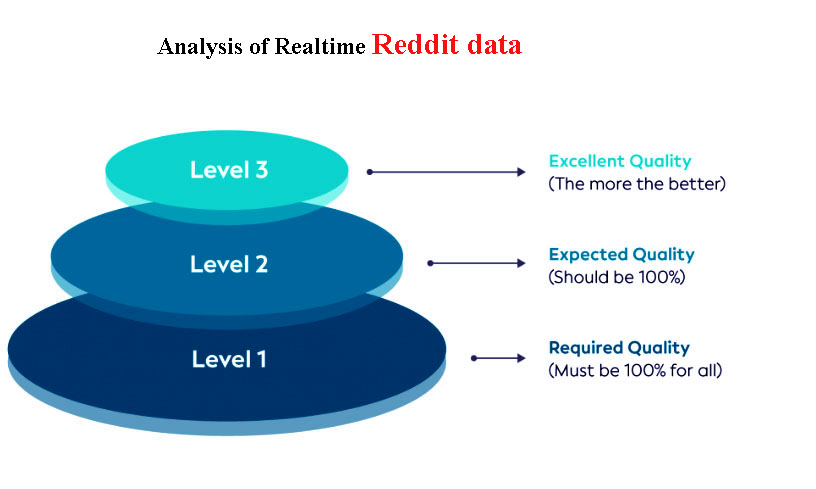 Analysis of Realtime Reddit data
Level 3
Excellent Quality
(The more the better)
Level 2
Expected Quality
(Should be 100%)
Level 1
Required Quality
(Must be 100% for all)